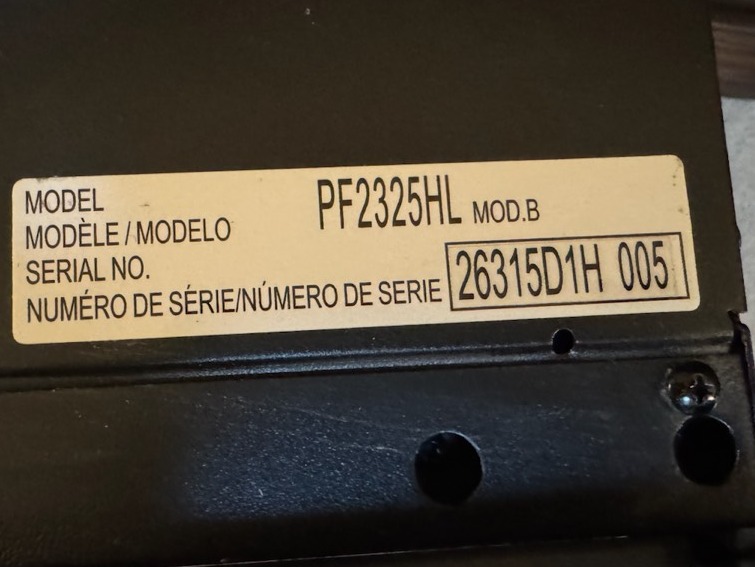 MODEL
MODÈLE / MODELO PF2325HL MOD.B
SERIAL NO.
NUMÉRO DE SÉRIE/NÚMERO DE SERIE 26315D1H 005